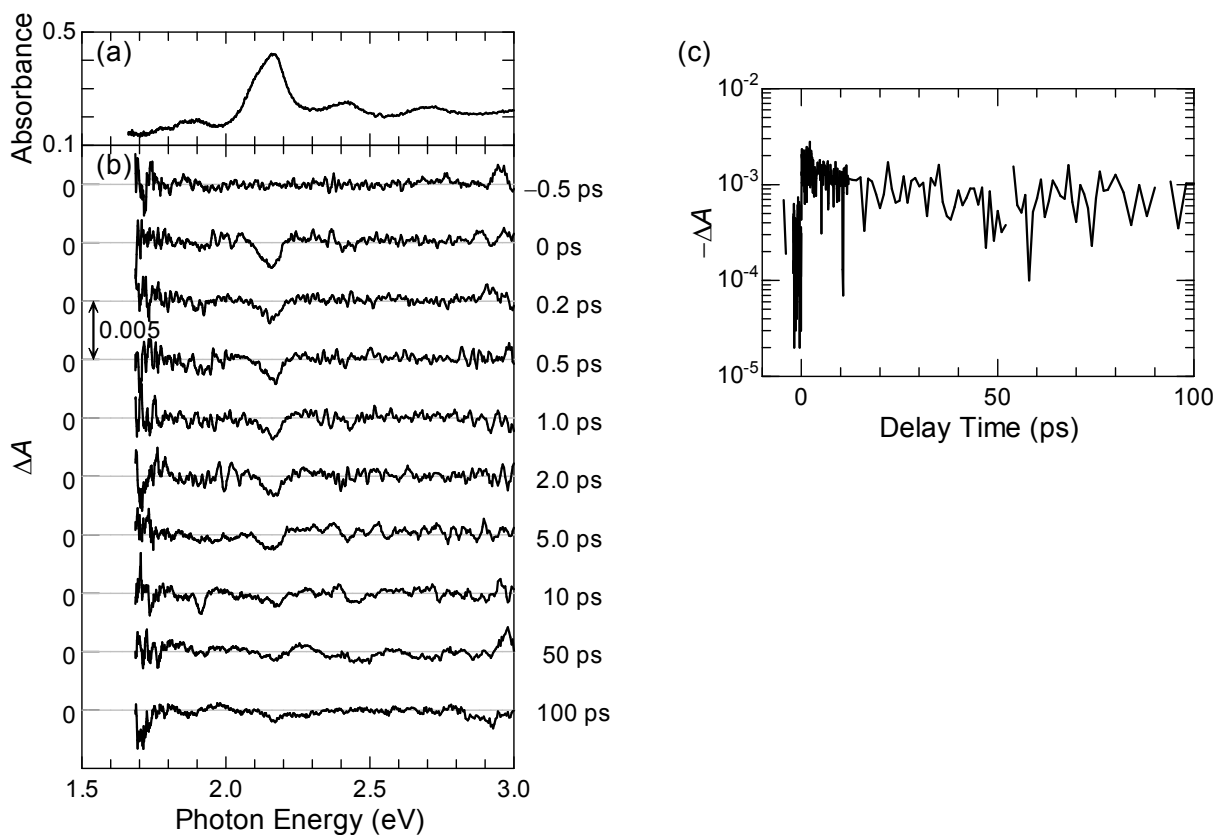 (a)
0.5
0.1
Absorbance
(b)
0 −0.5 ps
0 0 ps
0 0.2 ps
0.005
0 0.5 ps
0 1.0 ps
0 2.0 ps
0 5.0 ps
0 10 ps
0 50 ps
0 100 ps
ΔA
1.5 2.0 2.5 3.0
Photon Energy (eV)
(c)
10⁻²
10⁻³
10⁻⁴
10⁻⁵
−ΔA
0 50 100
Delay Time (ps)